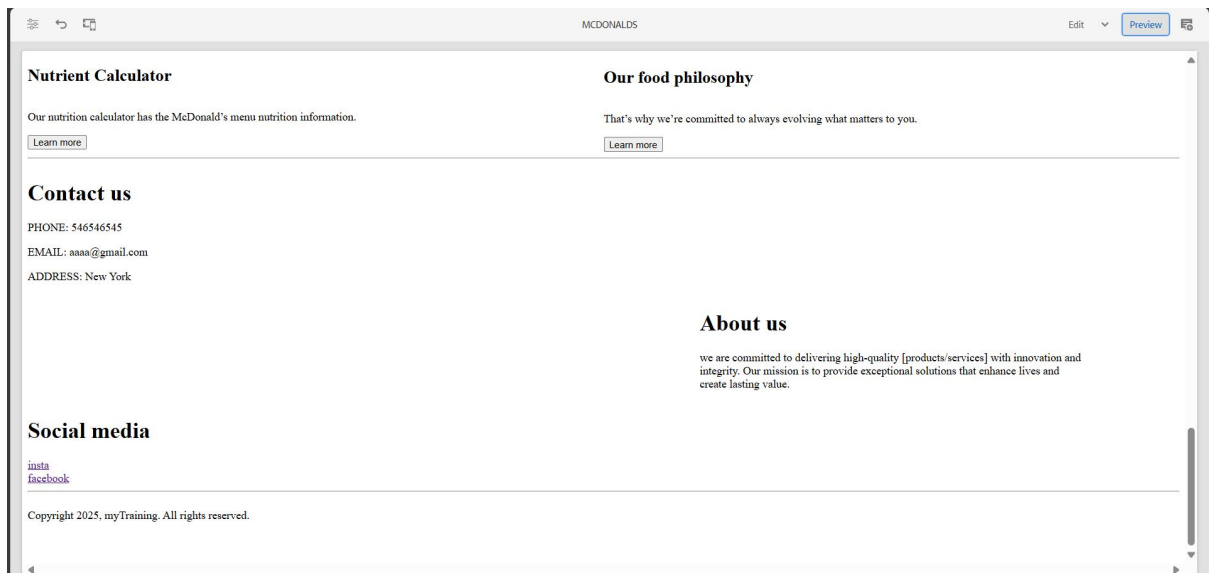 MCDONALDS
Edit
Preview
Nutrient Calculator
Our nutrition calculator has the McDonald’s menu nutrition information.
Learn more
Our food philosophy
That’s why we’re committed to always evolving what matters to you.
Learn more
Contact us
PHONE: 546546545
EMAIL: aaaa@gmail.com
ADDRESS: New York
About us
we are committed to delivering high-quality [products/services] with innovation and
integrity. Our mission is to provide exceptional solutions that enhance lives and
create lasting value.
Social media
insta
facebook
Copyright 2025, myTraining. All rights reserved.